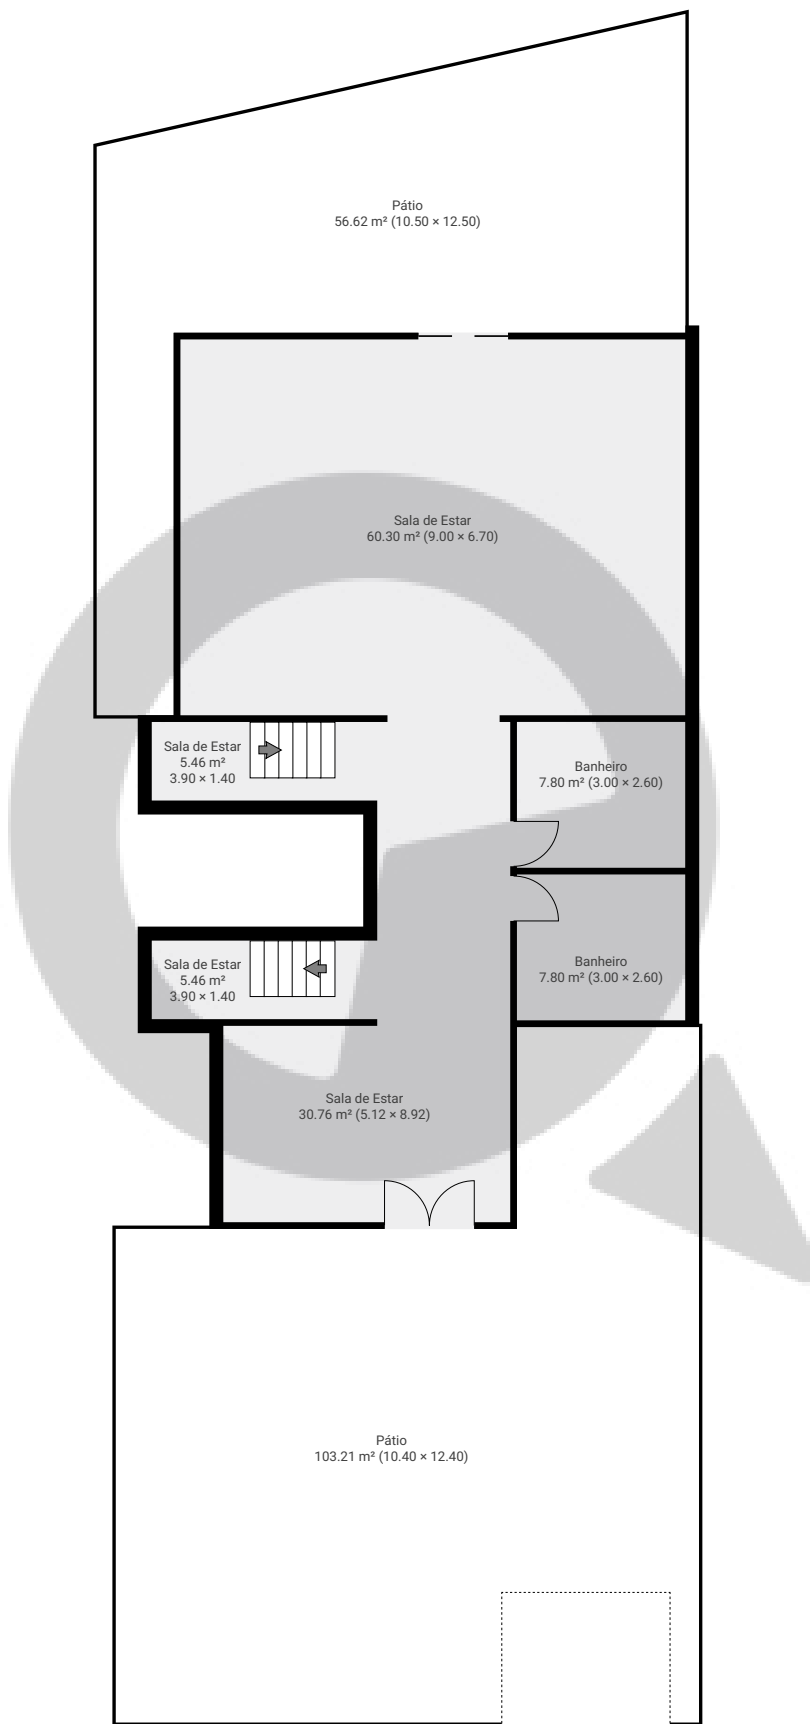 Pátio
56.62 m² (10.50 × 12.50)
Sala de Estar
60.30 m² (9.00 × 6.70)
Sala de Estar
5.46 m²
3.90 × 1.40
Banheiro
7.80 m² (3.00 × 2.60)
Sala de Estar
5.46 m²
3.90 × 1.40
Banheiro
7.80 m² (3.00 × 2.60)
Sala de Estar
30.76 m² (5.12 × 8.92)
Pátio
103.21 m² (10.40 × 12.40)